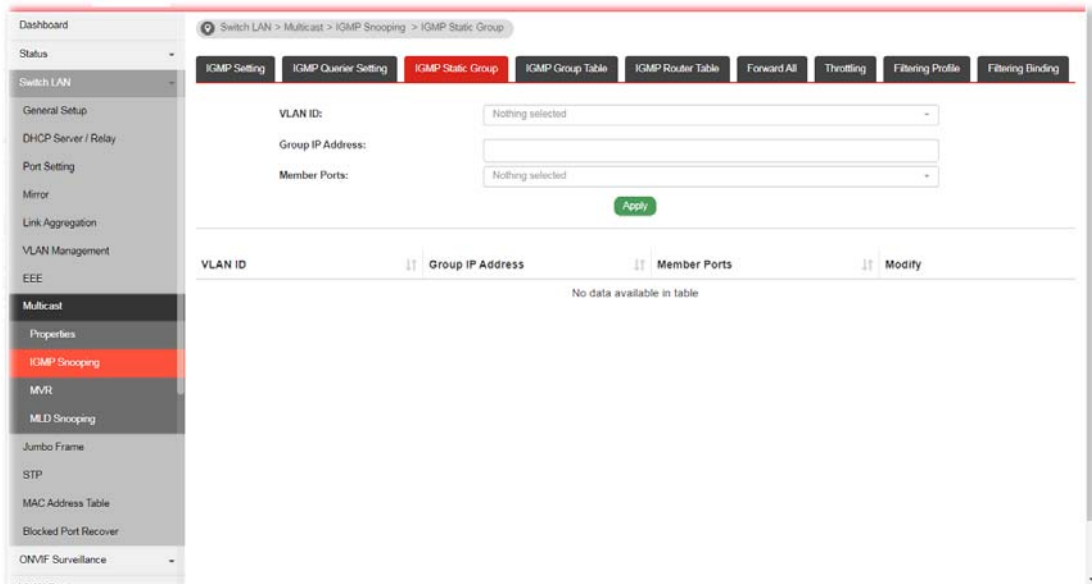 Dashboard
Status
Switch LAN
General Setup
DHCP Server / Relay
Port Setting
Mirror
Link Aggregation
VLAN Management
EEE
Multicast
Properties
IGMP Snooping
MVR
MLD Snooping
Jumbo Frame
STP
MAC Address Table
Blocked Port Recover
ONVIF Surveillance
Switch LAN > Multicast > IGMP Snooping > IGMP Static Group
IGMP Setting IGMP Querier Setting IGMP Static Group IGMP Group Table IGMP Router Table Forward All Throttling Filtering Profile Filtering Binding
VLAN ID: Nothing selected
Group IP Address:
Member Ports: Nothing selected
Apply
VLAN ID Group IP Address Member Ports Modify
No data available in table